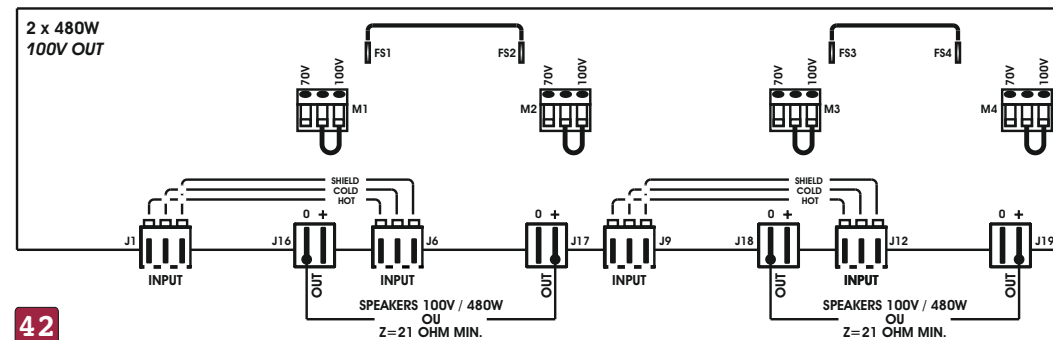 2 x 480W
100V OUT
FS1 FS2 FS3 FS4
70V 100V 70V 100V 70V 100V 70V 100V
M1 M2 M3 M4
SHIELD SHIELD
COLD COLD
HOT HOT
0 + 0 + 0 + 0 +
J1 J16 J6 J17 J9 J18 J12 J19
INPUT OUT INPUT OUT INPUT OUT INPUT OUT
SPEAKERS 100V / 480W SPEAKERS 100V / 480W
OU OU
Z=21 OHM MIN. Z=21 OHM MIN.
42